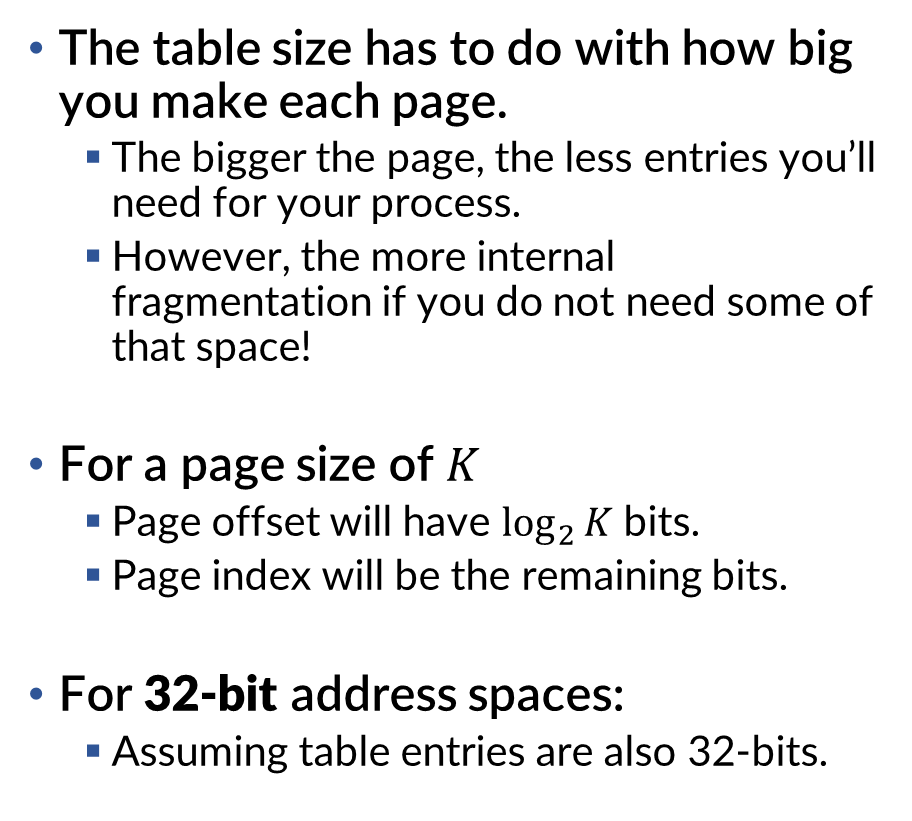 • The table size has to do with how big
you make each page.
▪ The bigger the page, the less entries you’ll
need for your process.
▪ However, the more internal
fragmentation if you do not need some of
that space!
• For a page size of K
▪ Page offset will have log₂ K bits.
▪ Page index will be the remaining bits.
• For 32-bit address spaces:
▪ Assuming table entries are also 32-bits.